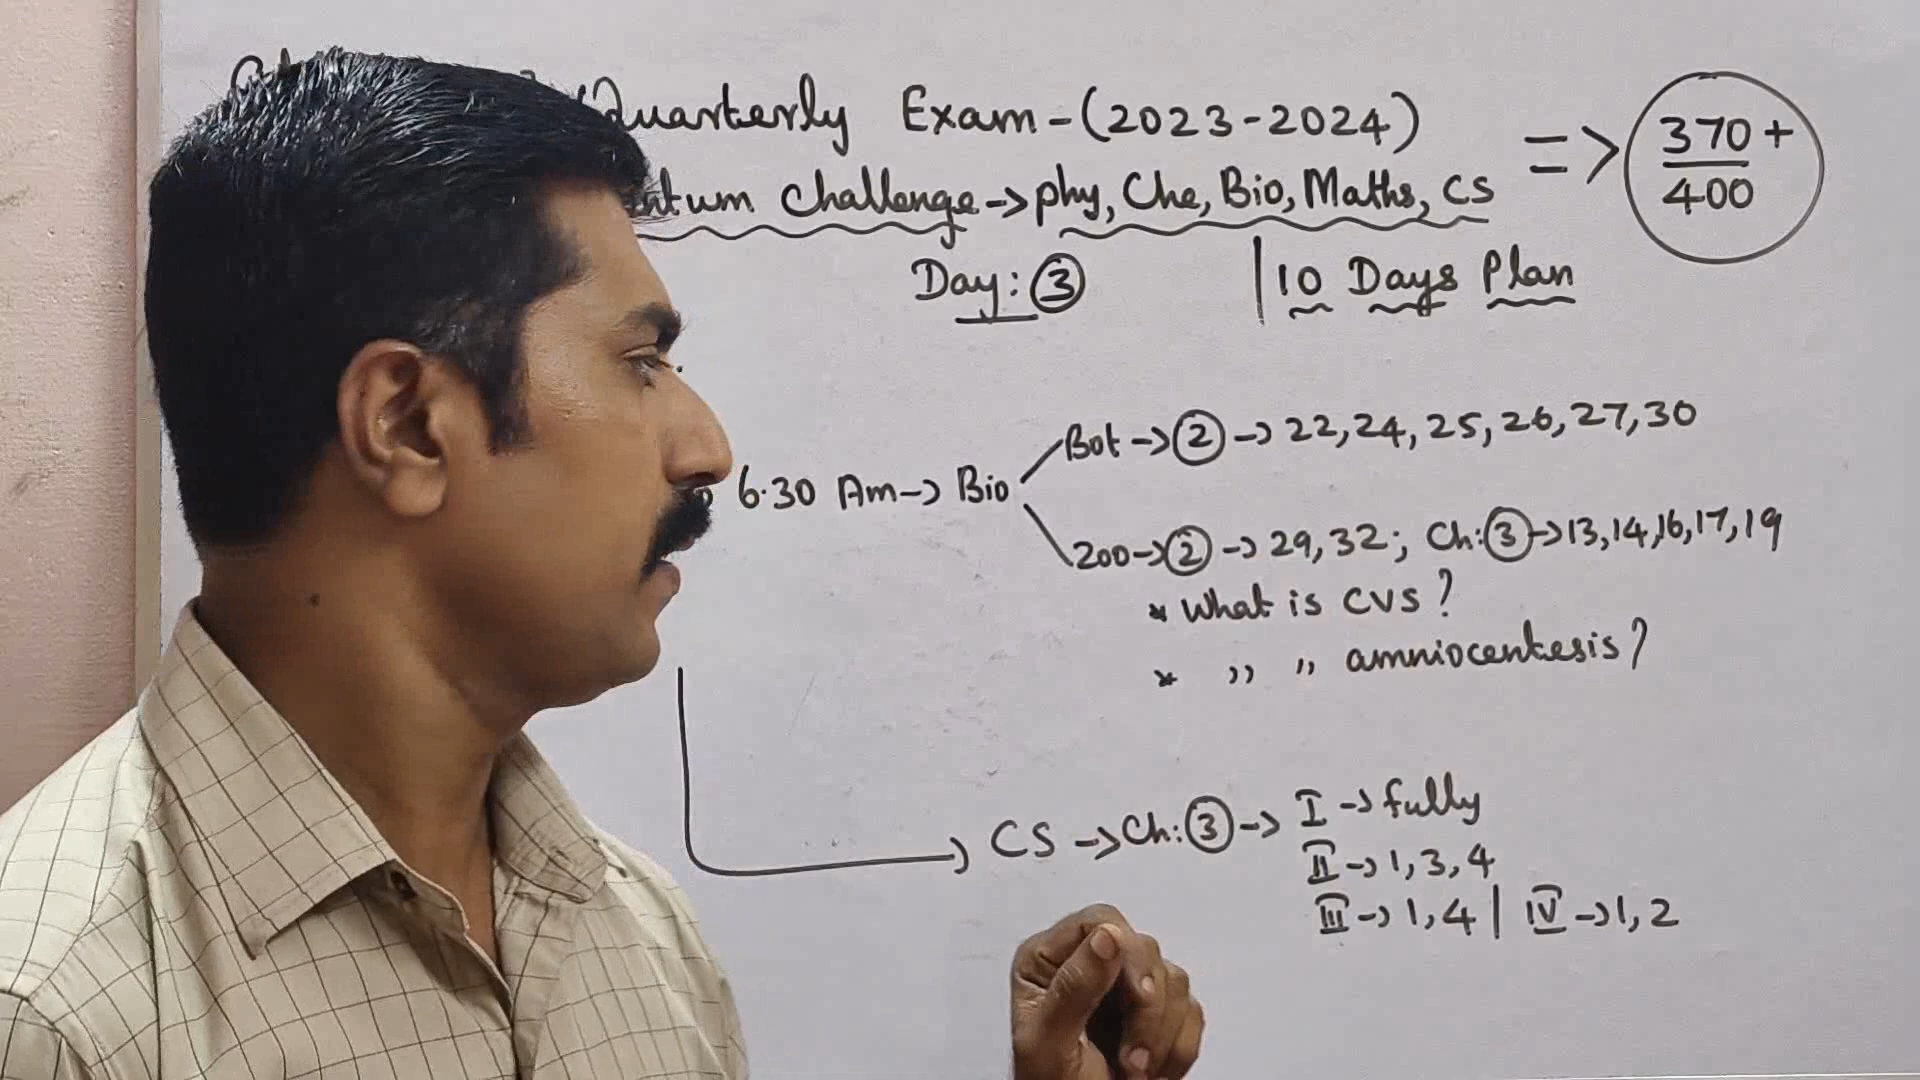 Quarterly Exam-(2023-2024) => 370+/400
challenge -> phy, Che, Bio, Maths, CS
Day: 3 | 10 Days Plan
Bot -> 2 -> 22, 24, 25, 26, 27, 30
6.30 Am -> Bio
Zoo -> 2 -> 29, 32; Ch: 3 -> 13, 14, 16, 17, 19
* What is CVS?
* ,, ,, amniocentesis?
CS -> Ch: 3 -> I -> fully
II -> 1, 3, 4
III -> 1, 4 | IV -> 1, 2